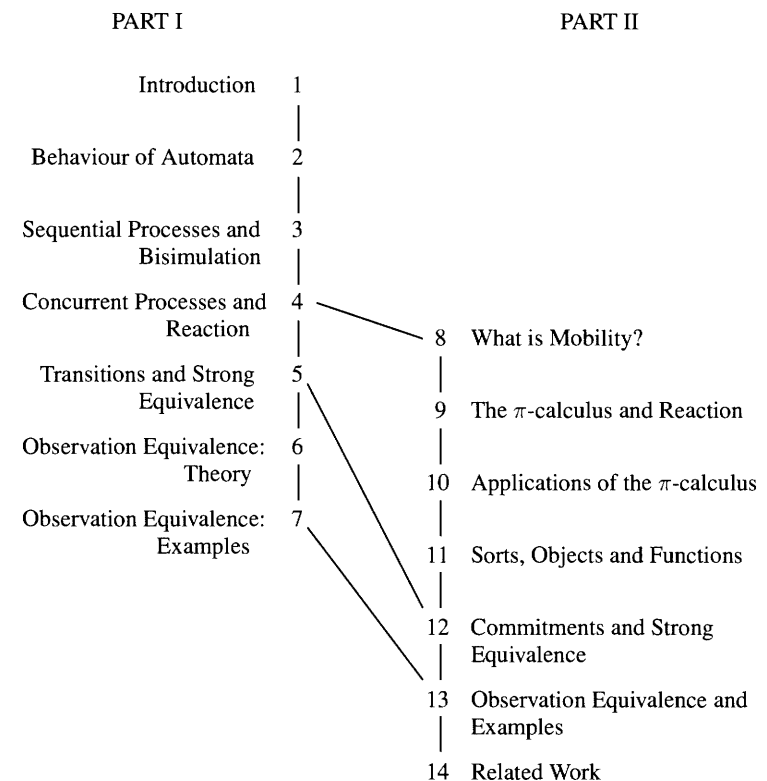 PART I
Introduction 1
Behaviour of Automata 2
Sequential Processes and 3
Bisimulation
Concurrent Processes and 4
Reaction
Transitions and Strong 5
Equivalence
Observation Equivalence: 6
Theory
Observation Equivalence: 7
Examples
PART II
8 What is Mobility?
9 The π-calculus and Reaction
10 Applications of the π-calculus
11 Sorts, Objects and Functions
12 Commitments and Strong
Equivalence
13 Observation Equivalence and
Examples
14 Related Work